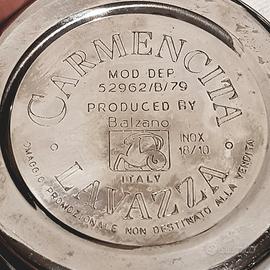 CARMENCITA
MOD DEP
52962/B/79
PRODUCED BY
Balzano
INOX
18/10
ITALY
LAVAZZA
OMAGGIO PROMOZIONALE NON DESTINATO ALLA VENDITA